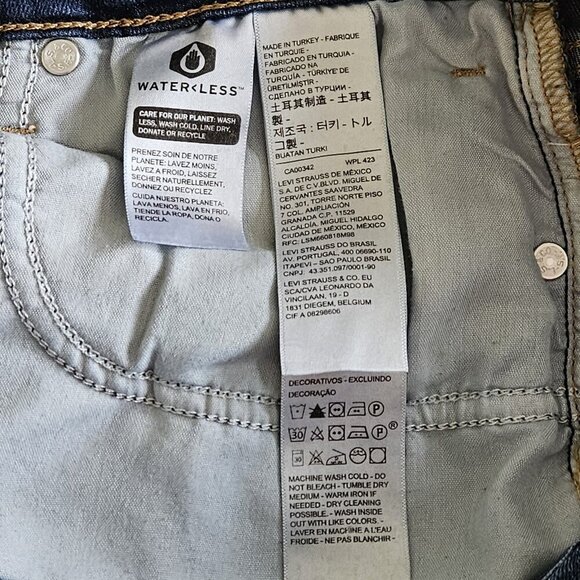 WATER<LESS™
CARE FOR OUR PLANET: WASH
LESS, WASH COLD, LINE DRY,
DONATE OR RECYCLE
PRENEZ SOIN DE NOTRE
PLANETE: LAVEZ MOINS,
LAVEZ A FROID, LAISSEZ
SECHER NATURELLEMENT,
DONNEZ OU RECYCLEZ
CUIDA NUESTRO PLANETA:
LAVA MENOS, LAVA EN FRIO,
TIENDE LA ROPA, DONA O
RECICLA.
MADE IN TURKEY - FABRIQUE
EN TURQUIE -
FABRICADO EN TURQUIA -
FABRICADO NA
TURQUIA - TÜRKİYE'DE
ÜRETİLMİŞTİR -
СДЕЛАНО В ТУРЦИИ -
土耳其制造 - 土耳其
製 -
제조국 : 터키 - トル
コ製 -
BUATAN TURKI
CA00342 WPL 423
LEVI STRAUSS DE MÉXICO
S.A. DE C.V.BLVD. MIGUEL DE
CERVANTES SAAVEDRA
NO. 301, TORRE NORTE PISO
7 COL. AMPLIACIÓN
GRANADA C.P. 11529
ALCALDÍA. MIGUEL HIDALGO
CIUDAD DE MÉXICO, MÉXICO
RFC: LSM660818M98
LEVI STRAUSS DO BRASIL
AV. PORTUGAL, 400 06690-110
ITAPEVI – SÃO PAULO BRASIL
CNPJ: 43.351.097/0001-90
LEVI STRAUSS & CO. EU
SCA/CVA LEONARDO DA
VINCILAAN, 19 - D
1831 DIEGEM, BELGIUM
CIF A 08298606
DECORATIVOS - EXCLUINDO
DECORAÇÃO
30
30
MACHINE WASH COLD - DO
NOT BLEACH - TUMBLE DRY
MEDIUM - WARM IRON IF
NEEDED - DRY CLEANING
POSSIBLE. - WASH INSIDE
OUT WITH LIKE COLORS. -
LAVER EN MACHINE A L'EAU
FROIDE - NE PAS BLANCHIR -